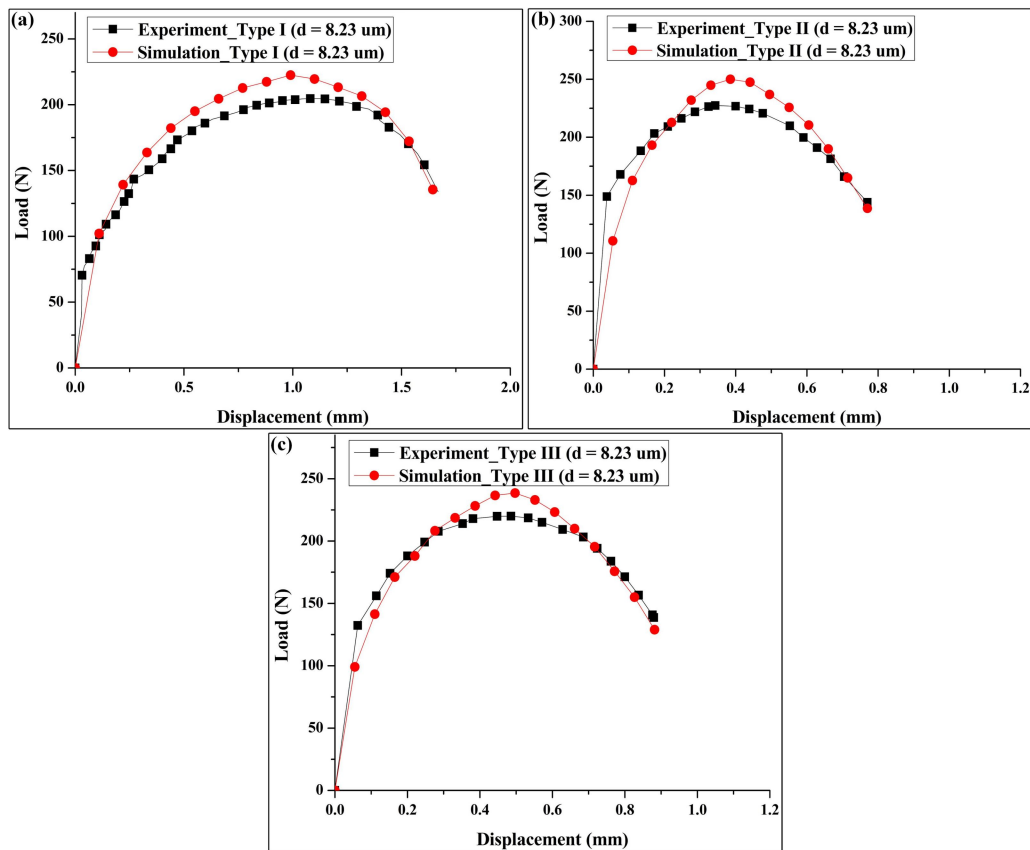 (a)
Experiment_Type I (d = 8.23 um)
Simulation_Type I (d = 8.23 um)
250
200
150
100
50
0
Load (N)
0.0 0.5 1.0 1.5 2.0
Displacement (mm)
(b)
Experiment_Type II (d = 8.23 um)
Simulation_Type II (d = 8.23 um)
300
250
200
150
100
50
0
Load (N)
0.0 0.2 0.4 0.6 0.8 1.0 1.2
Displacement (mm)
(c)
Experiment_Type III (d = 8.23 um)
Simulation_Type III (d = 8.23 um)
250
200
150
100
50
0
Load (N)
0.0 0.2 0.4 0.6 0.8 1.0 1.2
Displacement (mm)